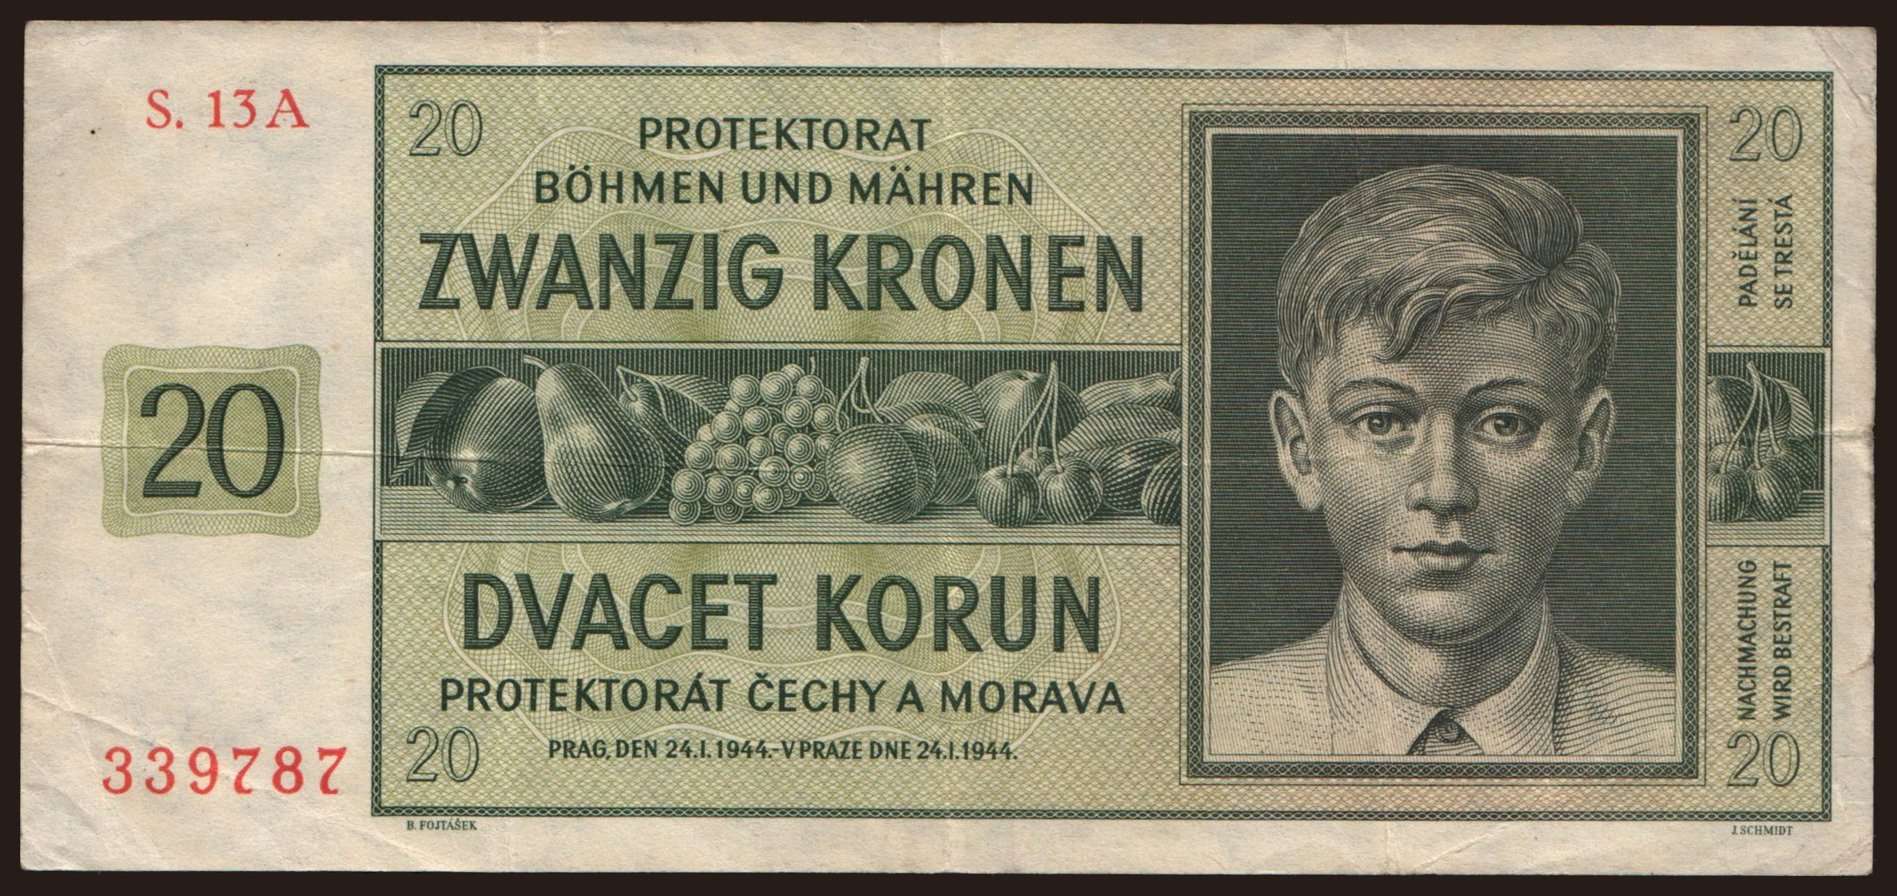 S. 13A
20
20
PROTEKTORAT
BÖHMEN UND MÄHREN
ZWANZIG KRONEN
PADĚLÁNÍ
SE TRESTÁ
20
DVACET KORUN
PROTEKTORÁT ČECHY A MORAVA
PRAG, DEN 24.I.1944.-V PRAZE DNE 24.I.1944.
NACHMACHUNG
WIRD BESTRAFT
339787
20
20
B. FOJTÁŠEK
J. SCHMIDT